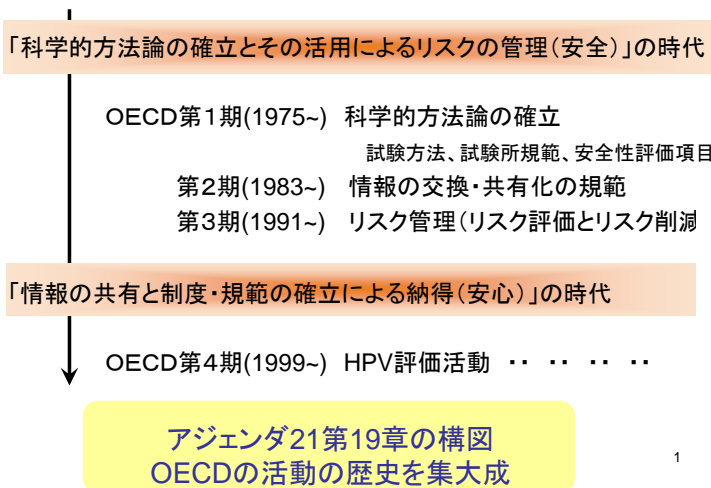 「科学的方法論の確立とその活用によるリスクの管理(安全)」の時代
OECD第1期(1975~) 科学的方法論の確立
試験方法、試験所規範、安全性評価項目
第2期(1983~) 情報の交換・共有化の規範
第3期(1991~) リスク管理(リスク評価とリスク削減
「情報の共有と制度・規範の確立による納得(安心)」の時代
OECD第4期(1999~) HPV評価活動 ‥ ‥ ‥ ‥
アジェンダ21第19章の構図
OECDの活動の歴史を集大成
1